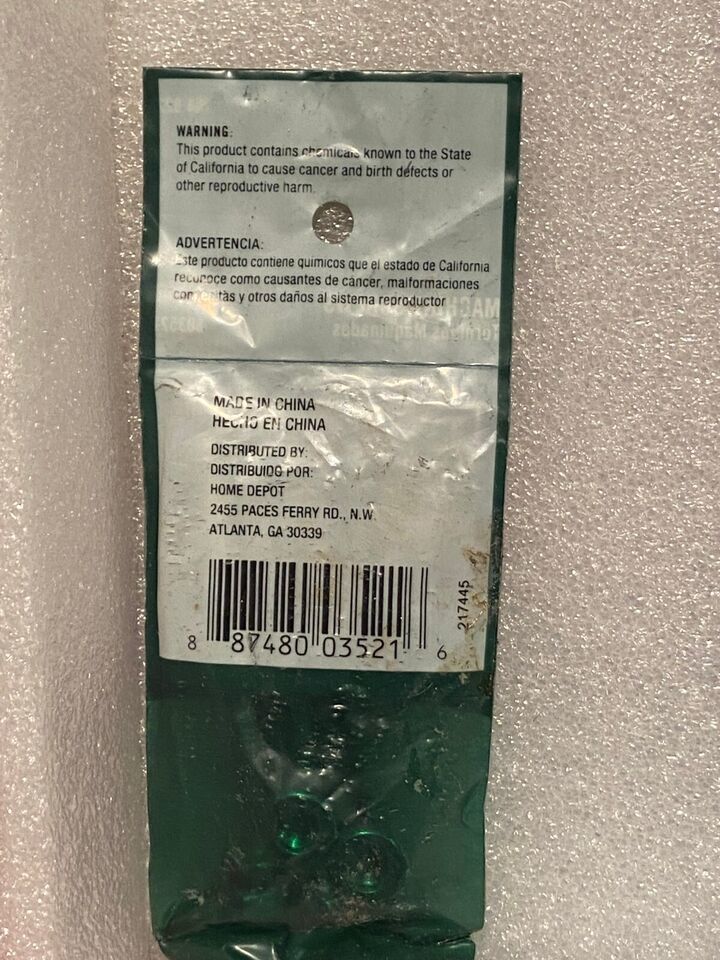 WARNING:
This product contains chemicals known to the State
of California to cause cancer and birth defects or
other reproductive harm.
ADVERTENCIA:
Este producto contiene quimicos que el estado de California
reconoce como causantes de cáncer, malformaciones
congenitas y otros daños al sistema reproductor
MADE IN CHINA
HECHO EN CHINA
DISTRIBUTED BY:
DISTRIBUIDO POR:
HOME DEPOT
2455 PACES FERRY RD., N.W.
ATLANTA, GA 30339
217445
8 87480 03521 6